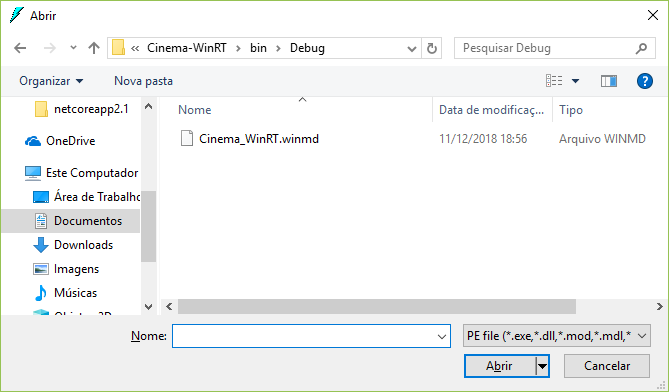 Abrir
« Cinema-WinRT > bin > Debug
Pesquisar Debug
Organizar
Nova pasta
netcoreapp2.1
OneDrive
Este Computador
Área de Trabalho
Documentos
Downloads
Imagens
Músicas
Nome
Data de modificaç...
Tipo
Cinema_WinRT.winmd
11/12/2018 18:56
Arquivo WINMD
Nome:
PE file (*.exe,*.dll,*.mod,*.mdl,*
Abrir
Cancelar